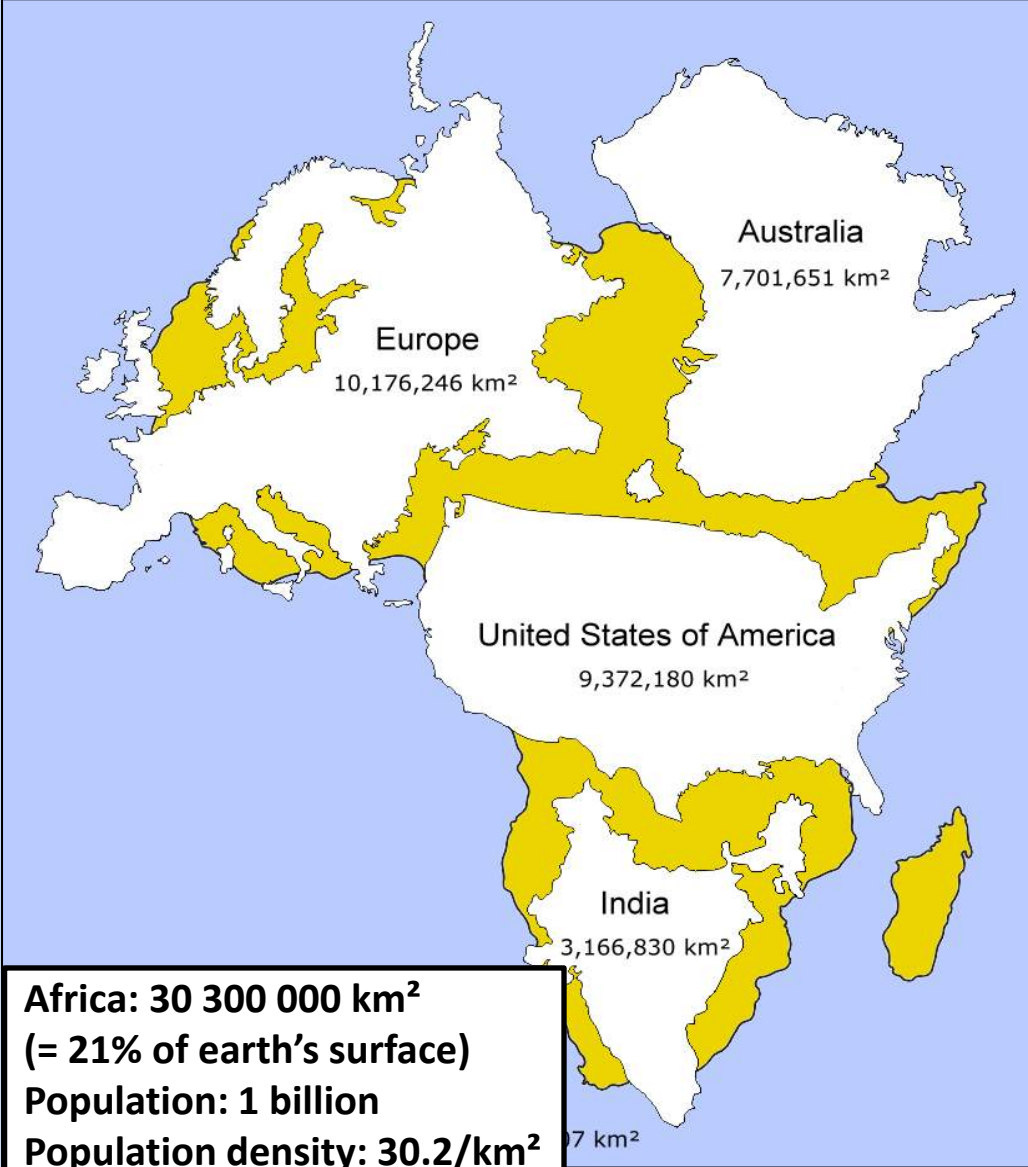 Australia
7,701,651 km²
Europe
10,176,246 km²
United States of America
9,372,180 km²
India
3,166,830 km²
Africa: 30 300 000 km²
(= 21% of earth's surface)
Population: 1 billion
Population density: 30.2/km²
07 km²